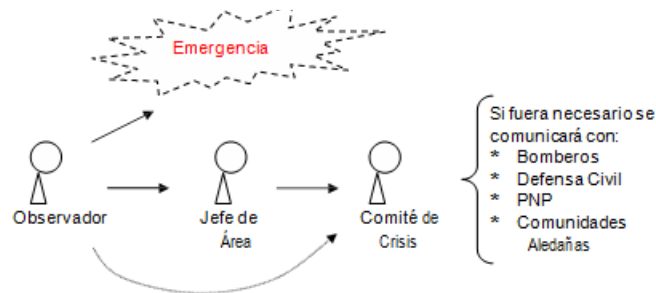 Emergencia
Observador
Jefe de
Área
Comité de
Crisis
Si fuera necesario se
comunicará con:
* Bomberos
* Defensa Civil
* PNP
* Comunidades
Aledañas